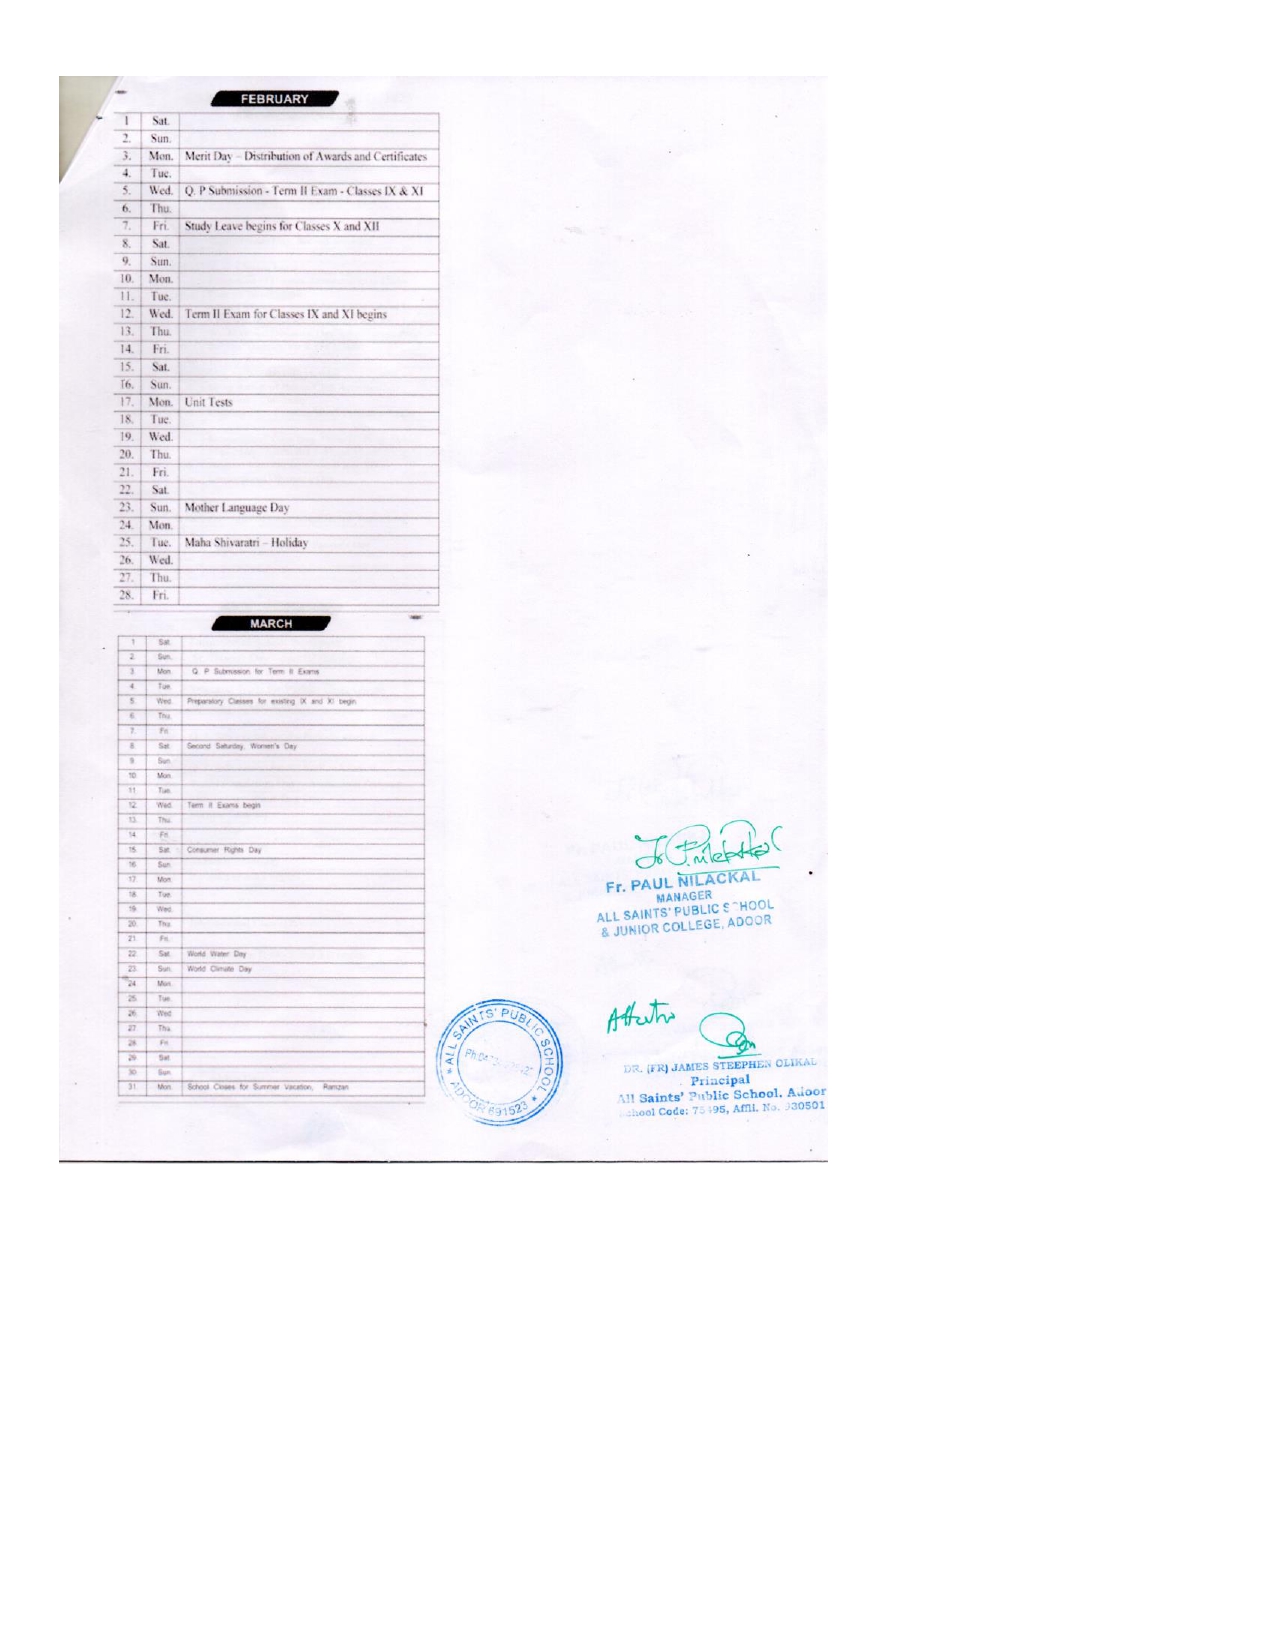 FEBRUARY
1 Sat.
2. Sun.
3. Mon. Merit Day – Distribution of Awards and Certificates
4. Tue.
5. Wed. Q. P Submission - Term II Exam - Classes IX & XI
6. Thu.
7. Fri. Study Leave begins for Classes X and XII
8. Sat.
9. Sun.
10. Mon.
11. Tue.
12. Wed. Term II Exam for Classes IX and XI begins
13. Thu.
14. Fri.
15. Sat.
16. Sun.
17. Mon. Unit Tests
18. Tue.
19. Wed.
20. Thu.
21. Fri.
22. Sat.
23. Sun. Mother Language Day
24. Mon.
25. Tue. Maha Shivaratri – Holiday
26. Wed.
27. Thu.
28. Fri.
MARCH
1 Sat.
2. Sun.
3. Mon. Q. P Submission for Term II Exams
4. Tue.
5. Wed. Preparatory Classes for existing IX and XI begin
6. Thu.
7. Fri.
8. Sat. Second Saturday, Women's Day
9. Sun.
10. Mon.
11. Tue.
12. Wed. Term II Exams begin
13. Thu.
14. Fri.
15. Sat. Consumer Rights Day
16. Sun.
17. Mon.
18. Tue.
19. Wed.
20. Thu.
21. Fri.
22. Sat. World Water Day
23. Sun. World Climate Day
24. Mon.
25. Tue.
26. Wed.
27. Thu.
28. Fri.
29. Sat.
30. Sun.
31. Mon. School Closes for Summer Vacation, Ramzan
Fr. PAUL NILACKAL
MANAGER
ALL SAINTS' PUBLIC SCHOOL
& JUNIOR COLLEGE, ADOOR
ALL SAINTS' PUBLIC SCHOOL
ADOOR 691523
DR. (FR) JAMES STEEPHEN OLIKAL
Principal
All Saints' Public School, Adoor
School Code: Affil. No. 930501